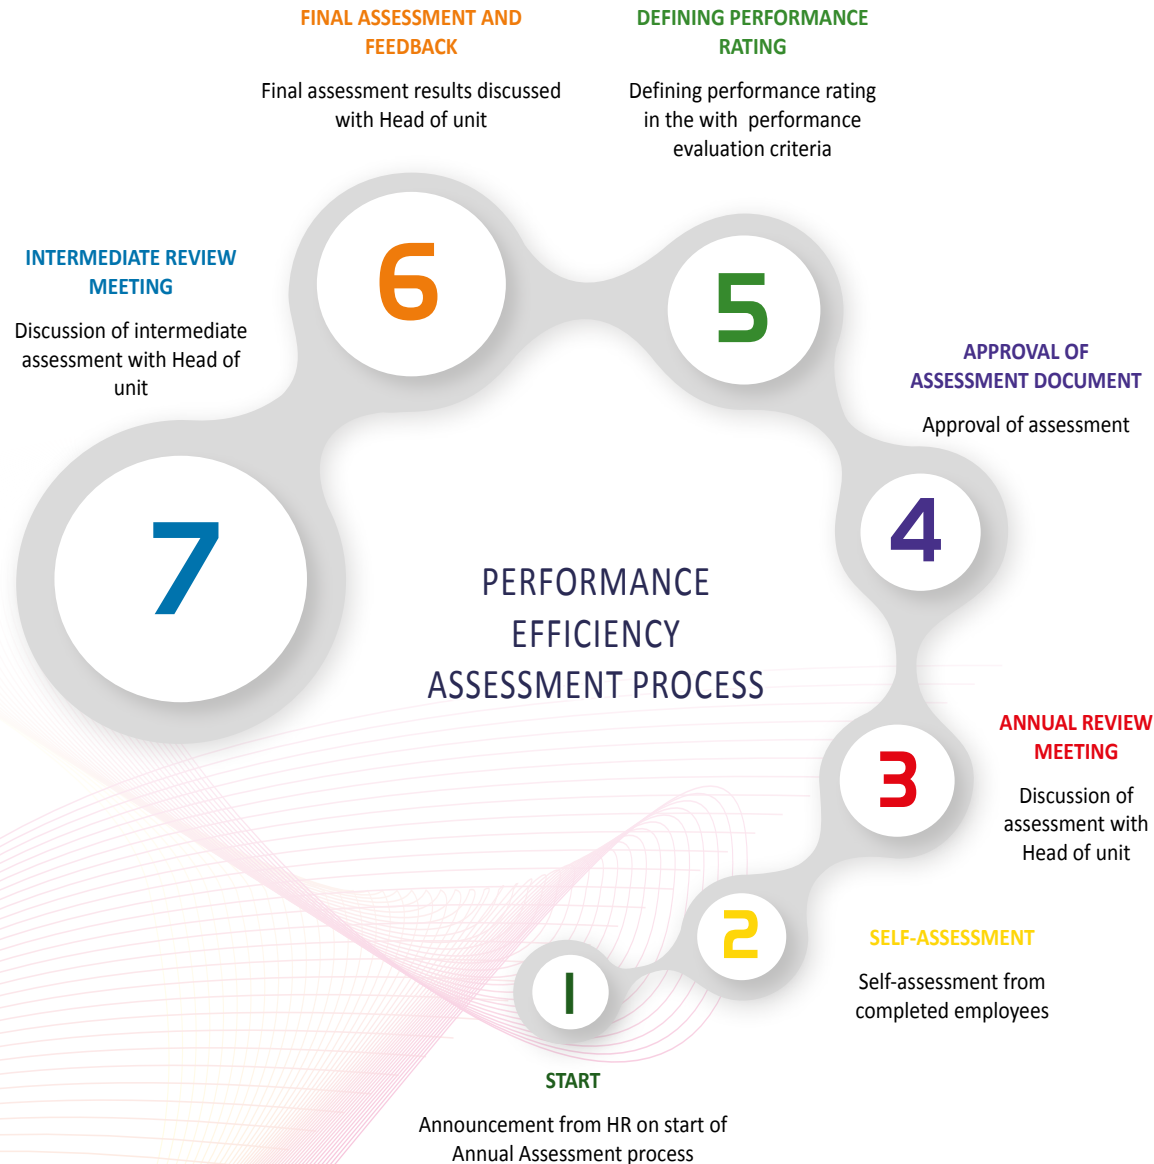 FINAL ASSESSMENT AND
FEEDBACK
Final assessment results discussed
with Head of unit
DEFINING PERFORMANCE
RATING
Defining performance rating
in the with performance
evaluation criteria
INTERMEDIATE REVIEW
MEETING
Discussion of intermediate
assessment with Head of
unit
6
5
APPROVAL OF
ASSESSMENT DOCUMENT
Approval of assessment
7
4
PERFORMANCE
EFFICIENCY
ASSESSMENT PROCESS
3
ANNUAL REVIEW
MEETING
Discussion of
assessment with
Head of unit
2
SELF-ASSESSMENT
Self-assessment from
completed employees
1
START
Announcement from HR on start of
Annual Assessment process